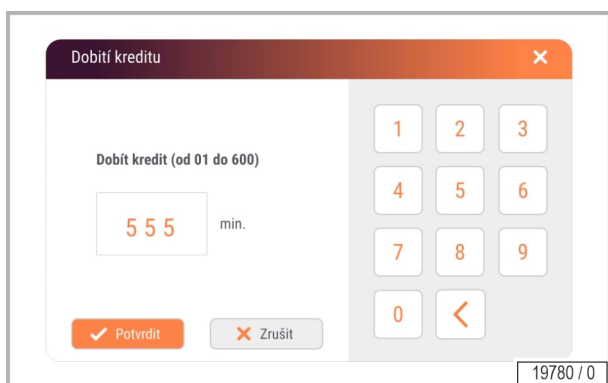 Dobití kreditu
Dobít kredit (od 01 do 600)
5 5 5 min.
Potvrdit
Zrušit
1 2 3
4 5 6
7 8 9
0
19780 / 0